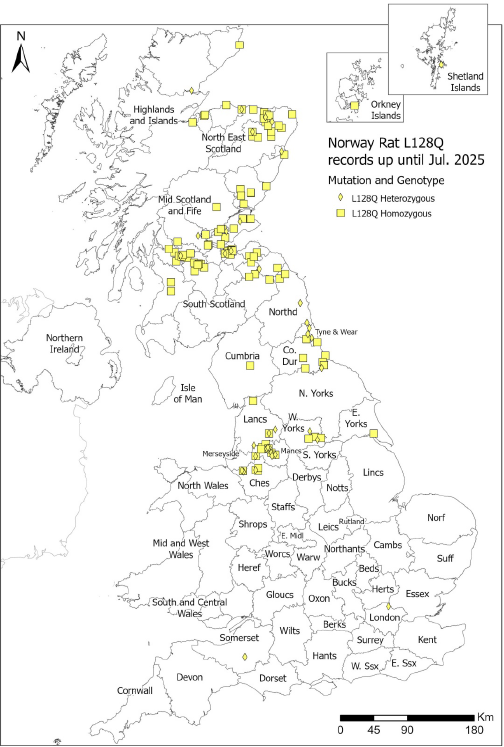 N
Shetland
Islands
Orkney
Islands
Highlands
and Islands
North East
Scotland
Norway Rat L128Q
records up until Jul. 2025
Mutation and Genotype
L128Q Heterozygous
L128Q Homozygous
Mid Scotland
and Fife
South Scotland
Northd
Tyne & Wear
Northern
Ireland
Cumbria
Co.
Dur
Isle
of Man
N. Yorks
Lancs
W.
Yorks
E.
Yorks
Merseyside
Mancs
S. Yorks
North Wales
Ches
Derbys
Notts
Lincs
Staffs
Shrops
E. Midl
Leics
Rutland
Norf
Mid and West
Wales
Worcs
Warw
Northants
Cambs
Suff
Heref
Beds
Bucks
Herts
Essex
South and Central
Wales
Gloucs
Oxon
London
Berks
Somerset
Wilts
Surrey
Kent
Hants
W. Ssx
E. Ssx
Devon
Dorset
Cornwall
Km
0 45 90 180